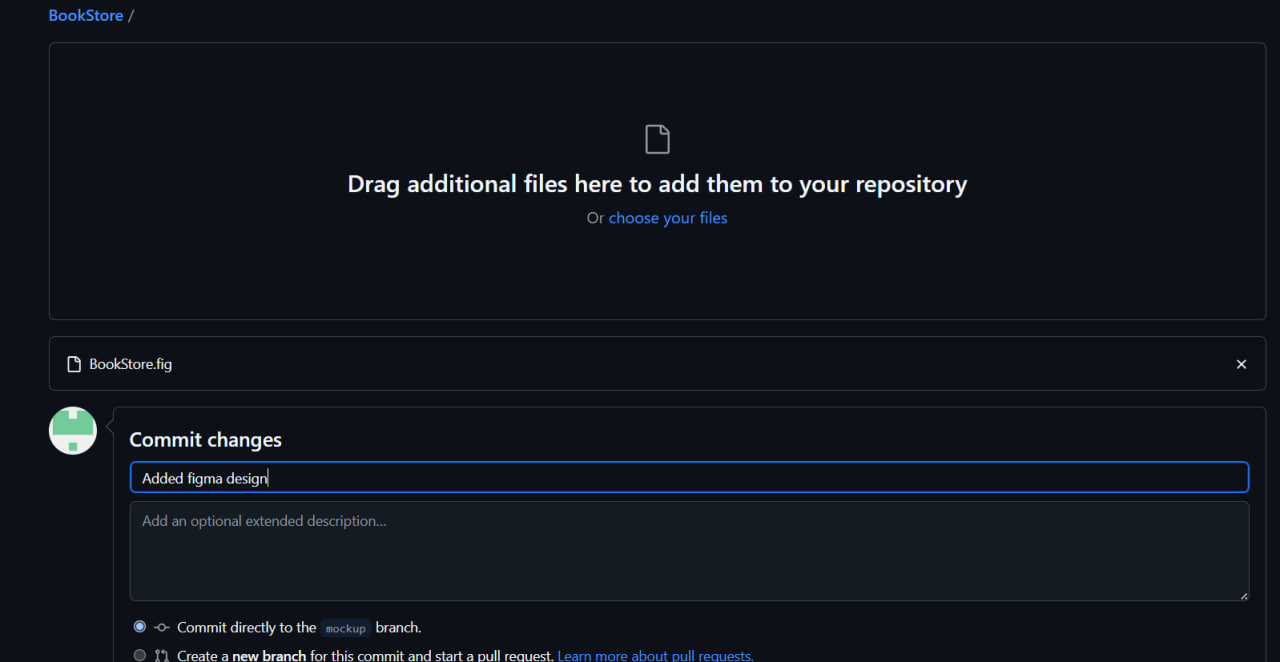 BookStore /
Drag additional files here to add them to your repository
Or choose your files
BookStore.fig
Commit changes
Added figma design
Add an optional extended description...
Commit directly to the mockup branch.
Create a new branch for this commit and start a pull request. Learn more about pull requests.